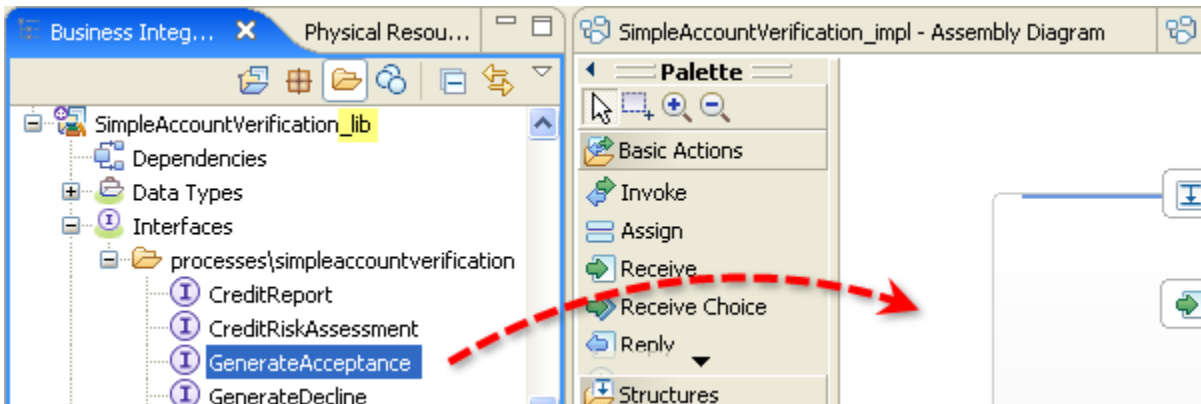 Business Integ...
Physical Resou...
SimpleAccountVerification_impl - Assembly Diagram
SimpleAccountVerification_lib
Dependencies
Data Types
Interfaces
processes\simpleaccountverification
CreditReport
CreditRiskAssessment
GenerateAcceptance
GenerateDecline
Palette
Basic Actions
Invoke
Assign
Receive
Receive Choice
Reply
Structures